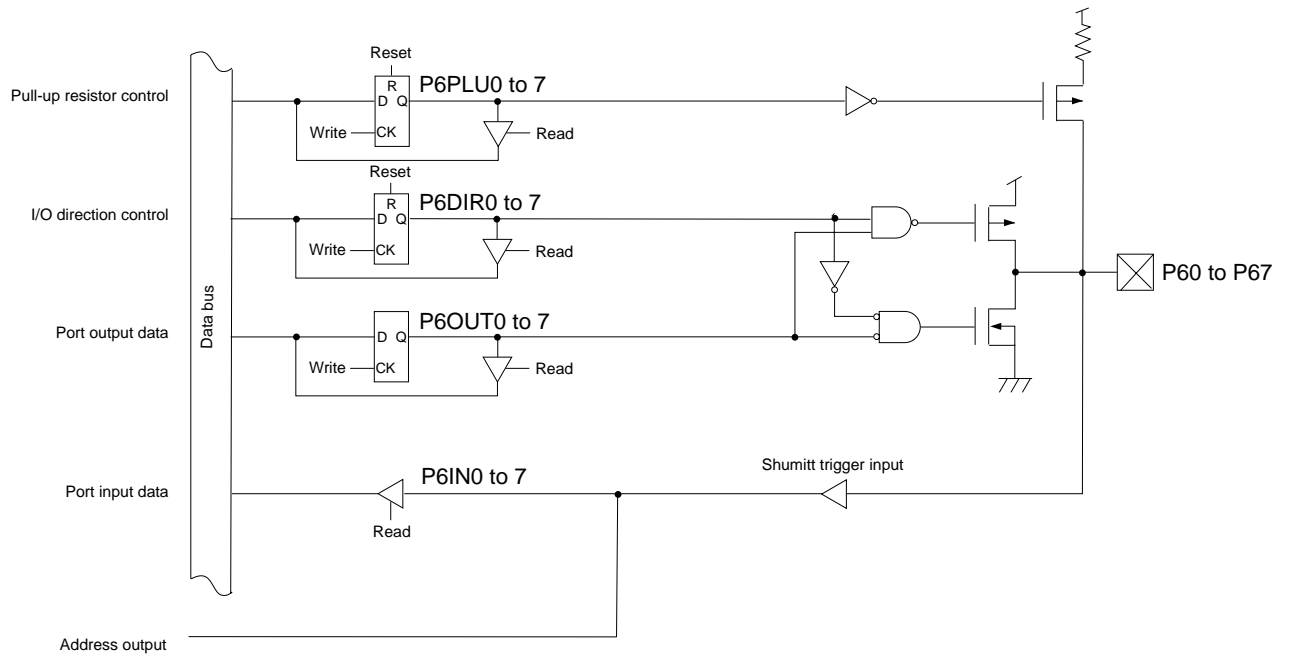 Reset
Pull-up resistor control
R
P6PLU0 to 7
D Q
Write
CK
Read
Reset
I/O direction control
R
P6DIR0 to 7
D Q
Write
CK
Read
P60 to P67
Data bus
Port output data
P6OUT0 to 7
D Q
Write
CK
Read
Shumitt trigger input
Port input data
P6IN0 to 7
Read
Address output